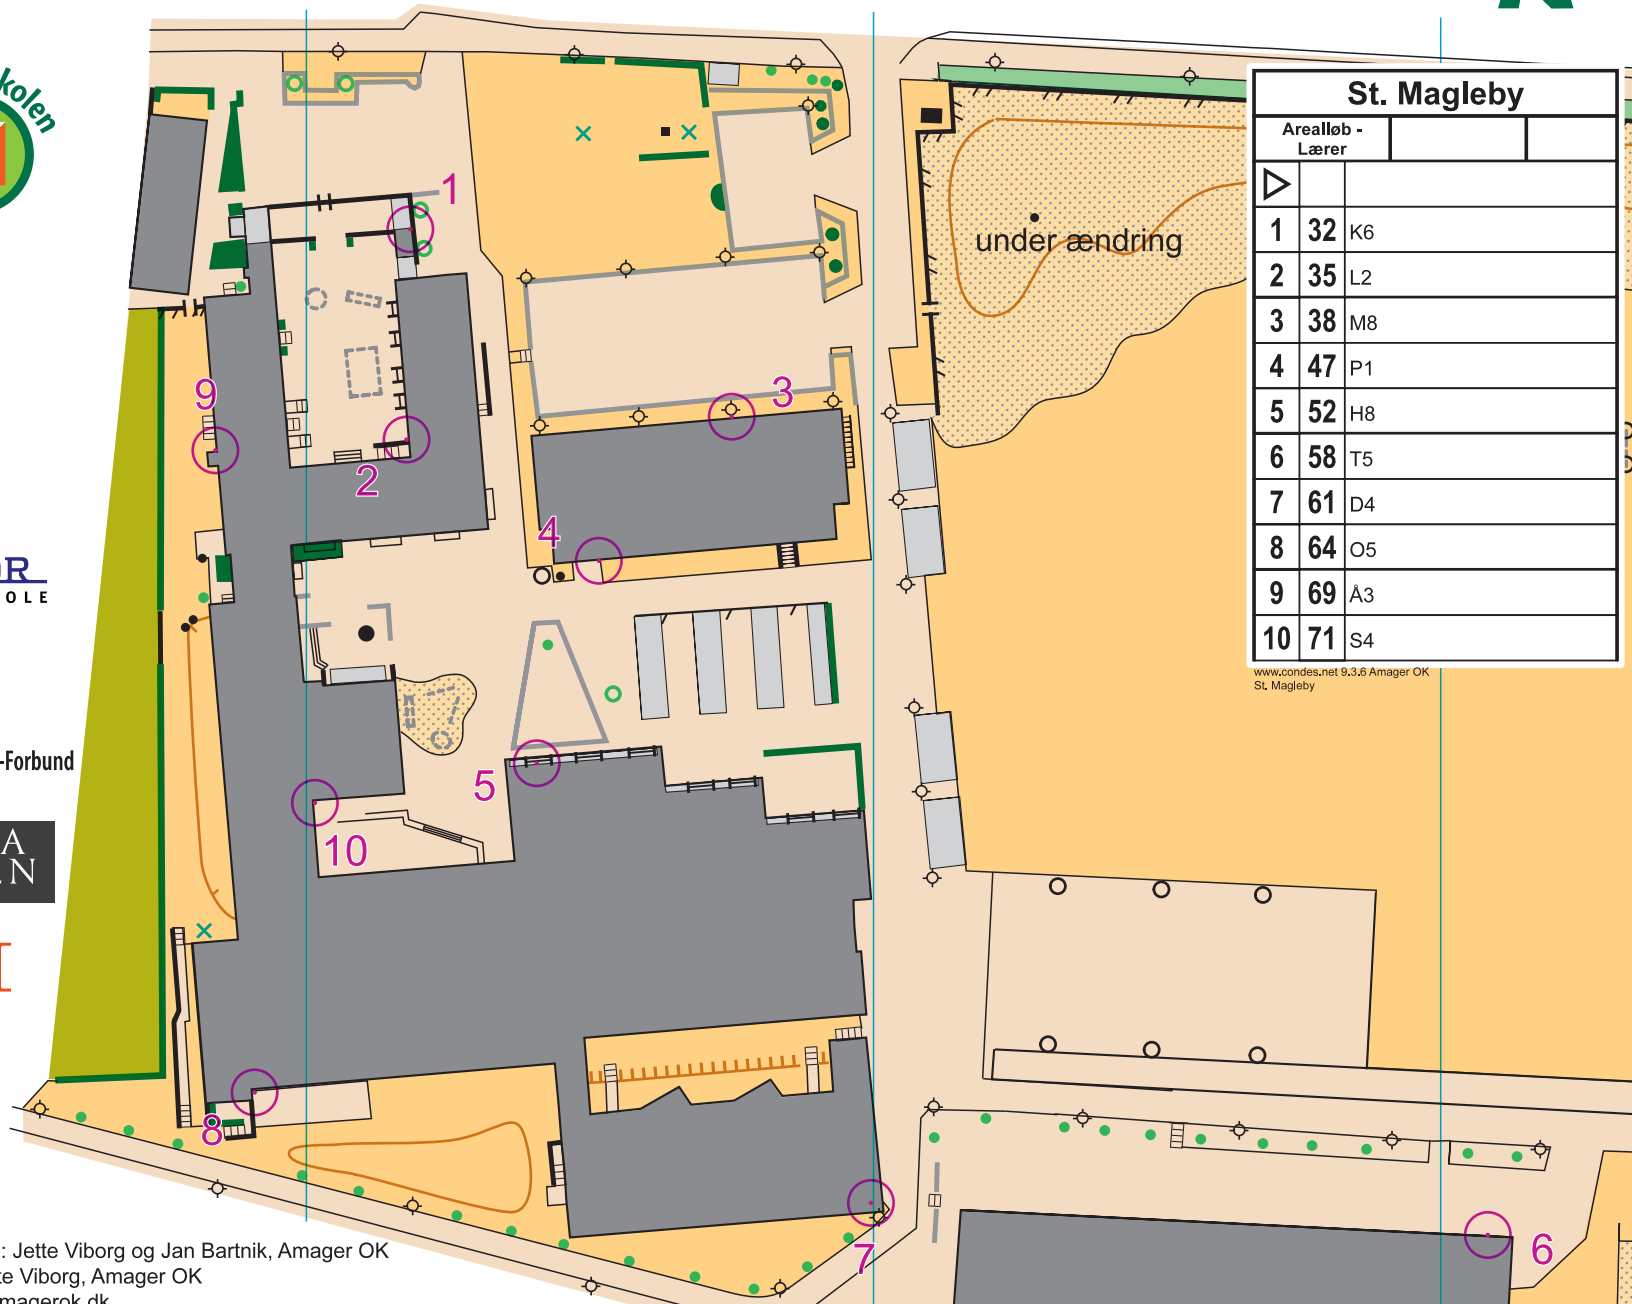 kolen
St. Magleby
Arealløb -
Lærer
1 32 K6
2 35 L2
3 38 M8
4 47 P1
5 52 H8
6 58 T5
7 61 D4
8 64 O5
9 69 Å3
10 71 S4
www.condes.net 9.3.6 Amager OK
St. Magleby
1
under ændring
9
3
2
4
OLE
-Forbund
5
10
8
7
6
: Jette Viborg og Jan Bartnik, Amager OK
te Viborg, Amager OK
magerok.dk